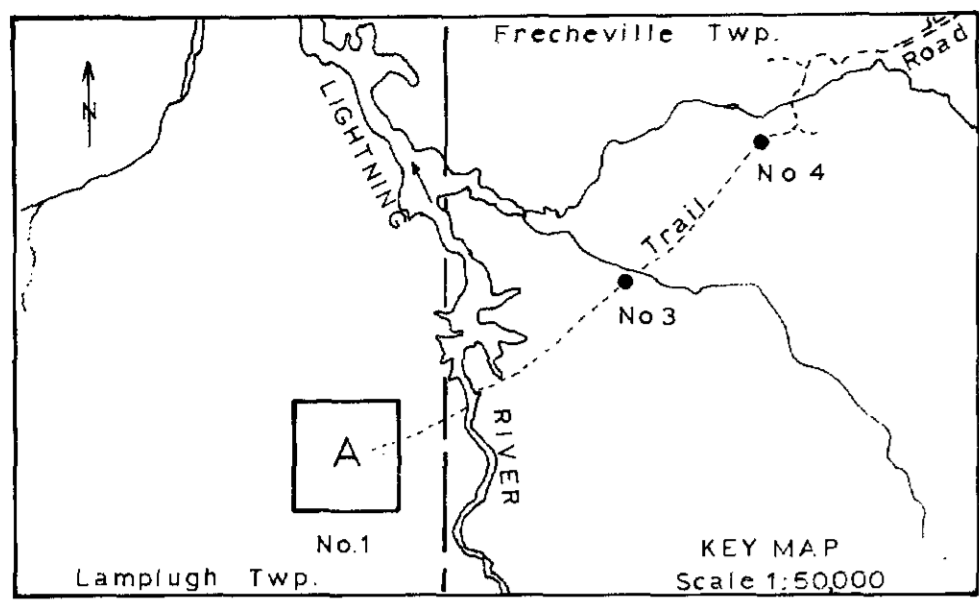 Frecheville Twp.
Road
N
LIGHTNING
No 4
Trail
No 3
A
RIVER
No.1
KEY MAP
Lamplugh Twp.
Scale 1:50,000